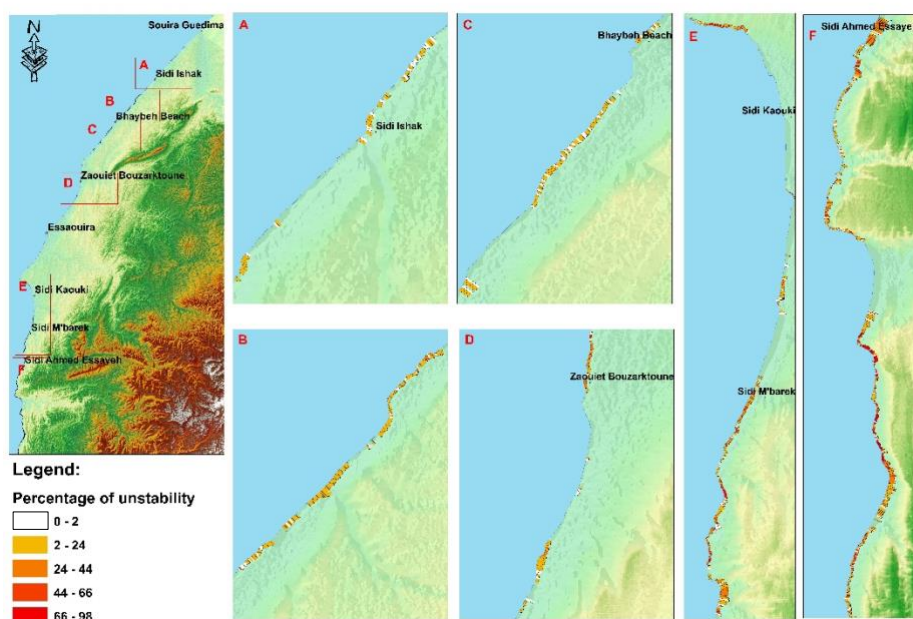 N
Souira Guedima
A
Sidi Ishak
B
Bhaybeh Beach
C
Zaouiet Bouzarktoune
D
Essaouira
E
Sidi Kaouki
Sidi M'barek
Sidi Ahmed Essayeh
F
Legend:
Percentage of unstability
0 - 2
2 - 24
24 - 44
44 - 66
66 - 98
A
Sidi Ishak
C
Bhaybeh Beach
B
D
Zaouiet Bouzarktoune
E
Sidi Kaouki
Sidi M'barek
F
Sidi Ahmed Essaye